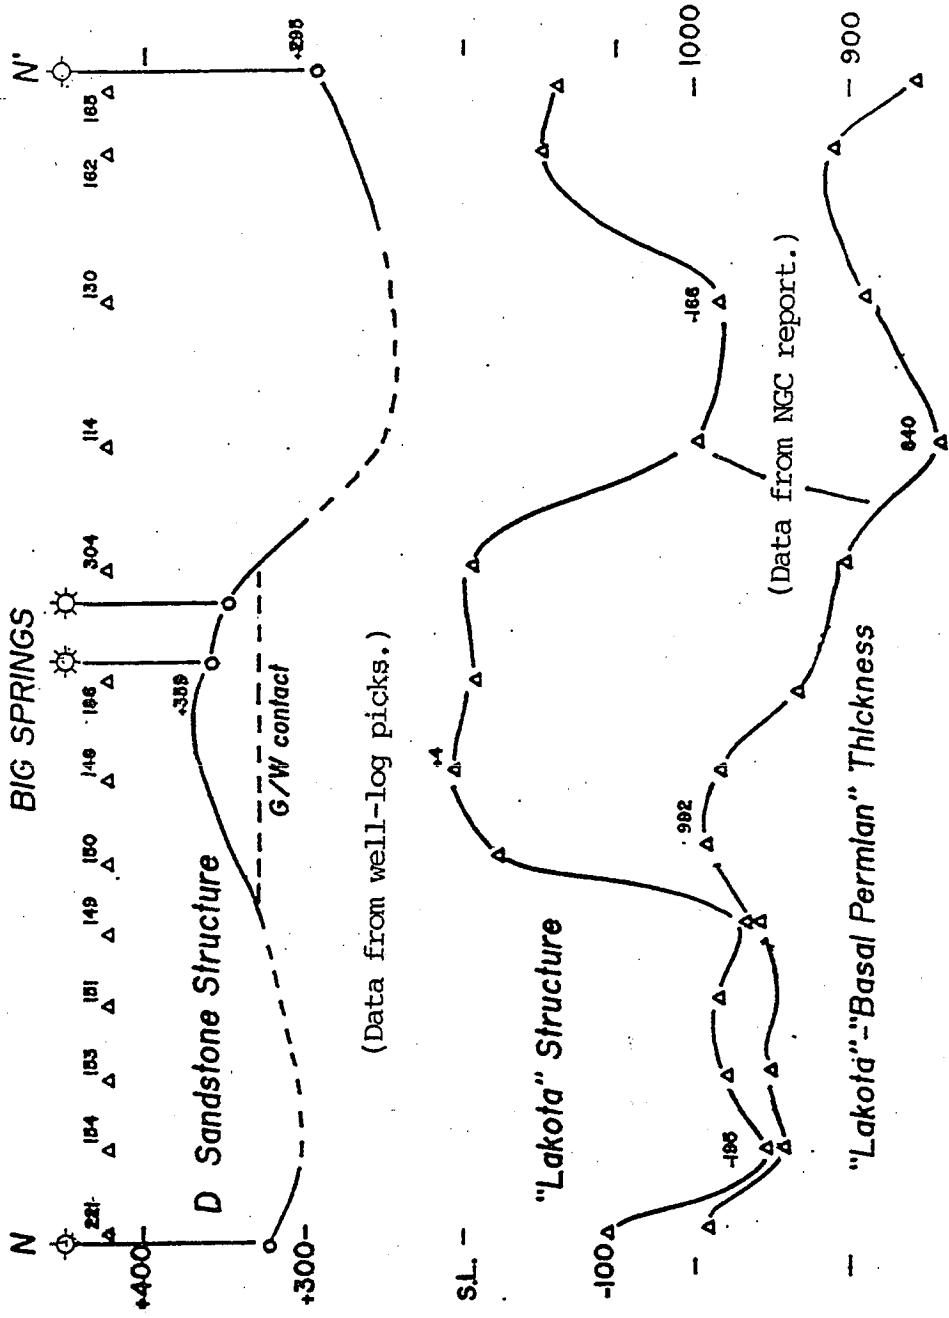 N
BIG SPRINGS
N'
221
154
153
151
149
150
148
186
304
114
130
162
165
+400
+300
D Sandstone Structure
+359
G/W contact
+295
(Data from well-log picks.)
S.L.
-100
"Lakota" Structure
-195
+4
-166
1000
982
(Data from NGC report.)
840
900
"Lakota"-"Basal Permian" Thickness